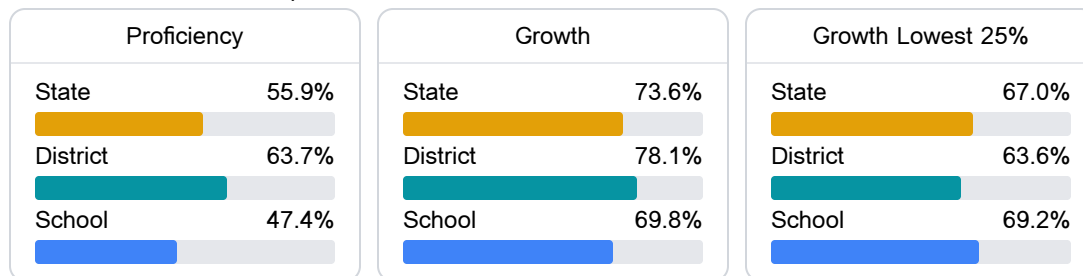 Proficiency
State 55.9%
District 63.7%
School 47.4%
Growth
State 73.6%
District 78.1%
School 69.8%
Growth Lowest 25%
State 67.0%
District 63.6%
School 69.2%